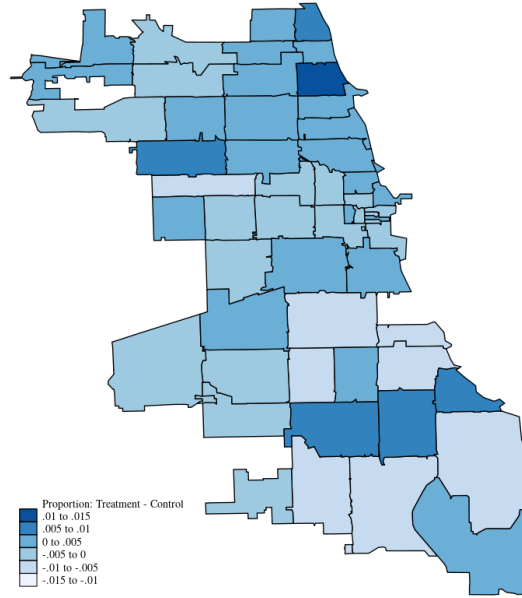 Proportion: Treatment - Control
.01 to .015
.005 to .01
0 to .005
-.005 to 0
-.01 to -.005
-.015 to -.01